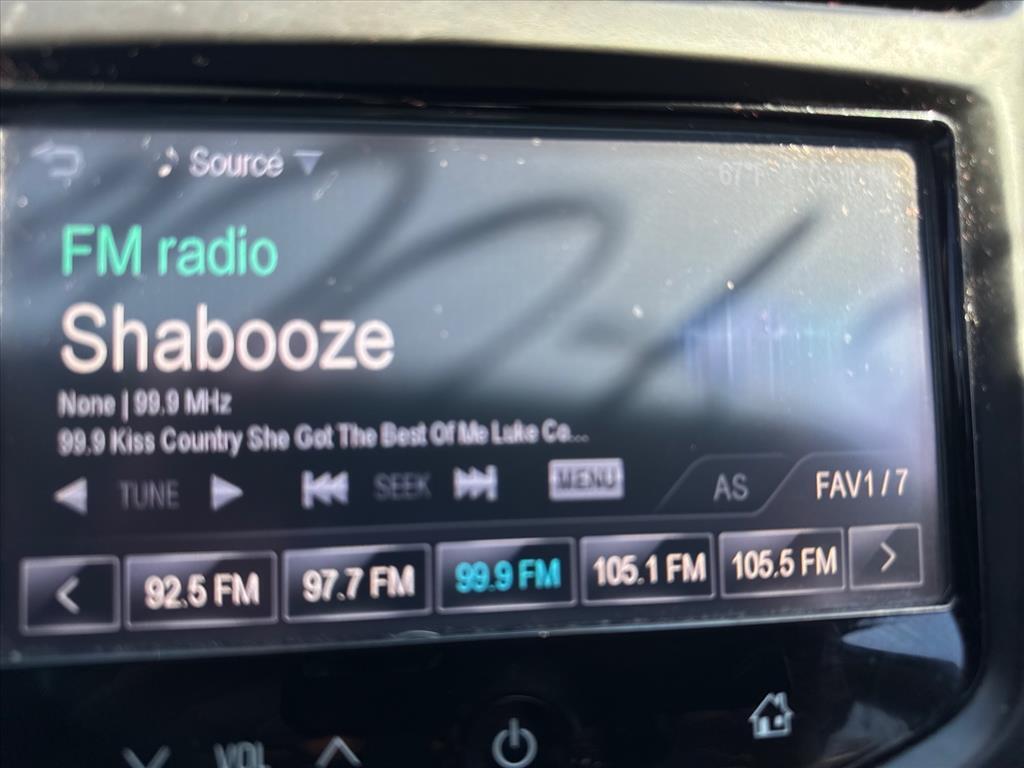 Source
67°F
FM radio
Shabooze
None | 99.9 MHz
99.9 Kiss Country She Got The Best Of Me Luke Co...
TUNE SEEK MENU AS FAV1 / 7
92.5 FM 97.7 FM 99.9 FM 105.1 FM 105.5 FM
VOL